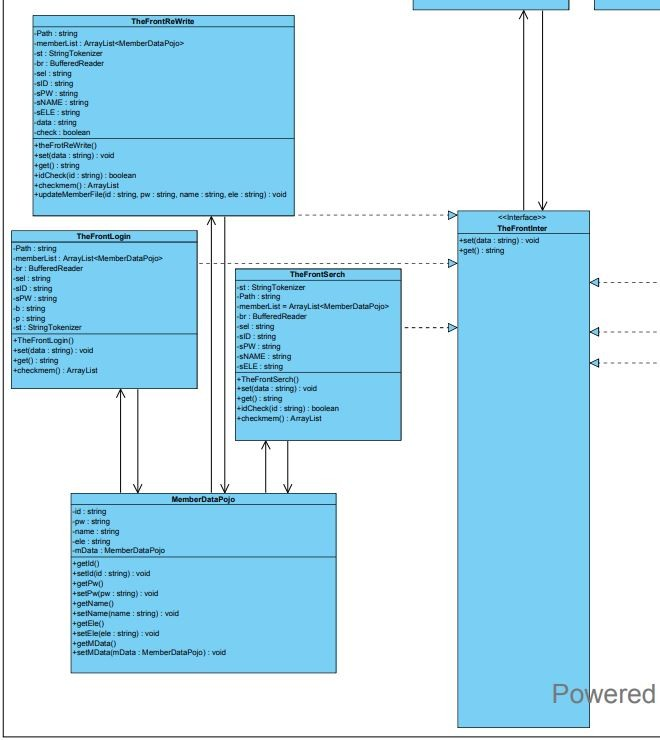 TheFrontReWrite
-Path : string
-memberList : ArrayList<MemberDataPojo>
-st : StringTokenizer
-br : BufferedReader
-sel : string
-sID : string
-sPW : string
-sNAME : string
-sELE : string
-data : string
-check : boolean
+theFrotReWrite()
+set(data : string) : void
+get() : string
+idCheck(id : string) : boolean
+checkmem() : ArrayList
+updateMemberFile(id : string, pw : string, name : string, ele : string) : void
TheFrontLogin
-Path : string
-memberList : ArrayList<MemberDataPojo>
-br : BufferedReader
-sel : string
-sID : string
-sPW : string
-b : string
-p : string
-st : StringTokenizer
+TheFrontLogin()
+set(data : string) : void
+get() : string
+checkmem() : ArrayList
TheFrontSerch
-st : StringTokenizer
-Path : string
-memberList = ArrayList<MemberDataPojo>
-br : BufferedReader
-sel : string
-sID : string
-sPW : string
-sNAME : string
-sELE : string
+TheFrontSerch()
+set(data : string) : void
+get() : string
+idCheck(id : string) : boolean
+checkmem() : ArrayList
<<Interface>>
TheFrontInter
+set(data : string) : void
+get() : string
MemberDataPojo
-id : string
-pw : string
-name : string
-ele : string
-mData : MemberDataPojo
+getId()
+setId(id : string) : void
+getPw()
+setPw(pw : string) : void
+getName()
+setName(name : string) : void
+getEle()
+setEle(ele : string) : void
+getMData()
+setMData(mData : MemberDataPojo) : void
Powered